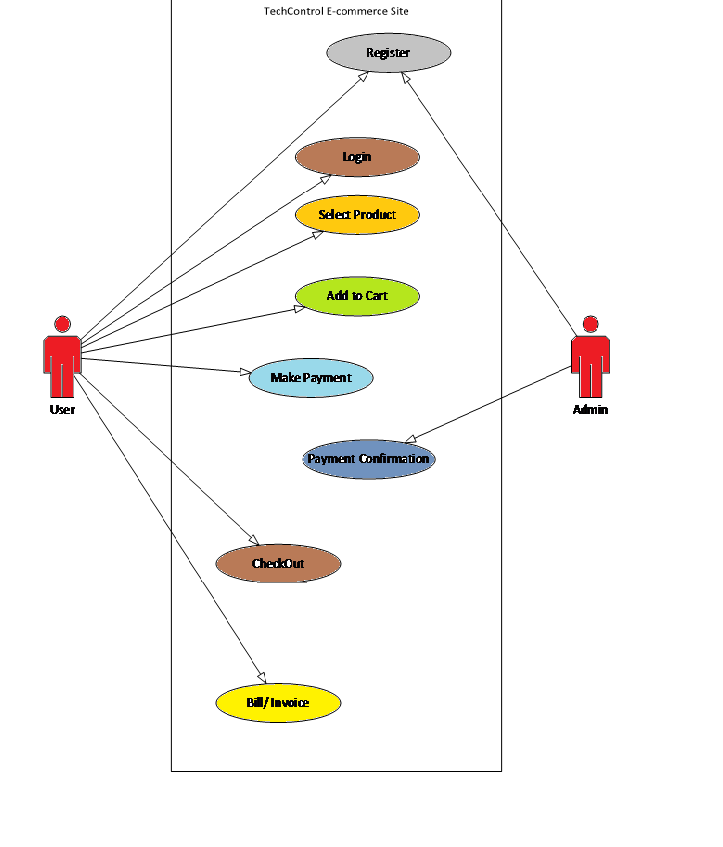 TechControl E-commerce Site
Register
Login
Select Product
Add to Cart
Make Payment
User
Admin
Payment Confirmation
CheckOut
Bill/ Invoice